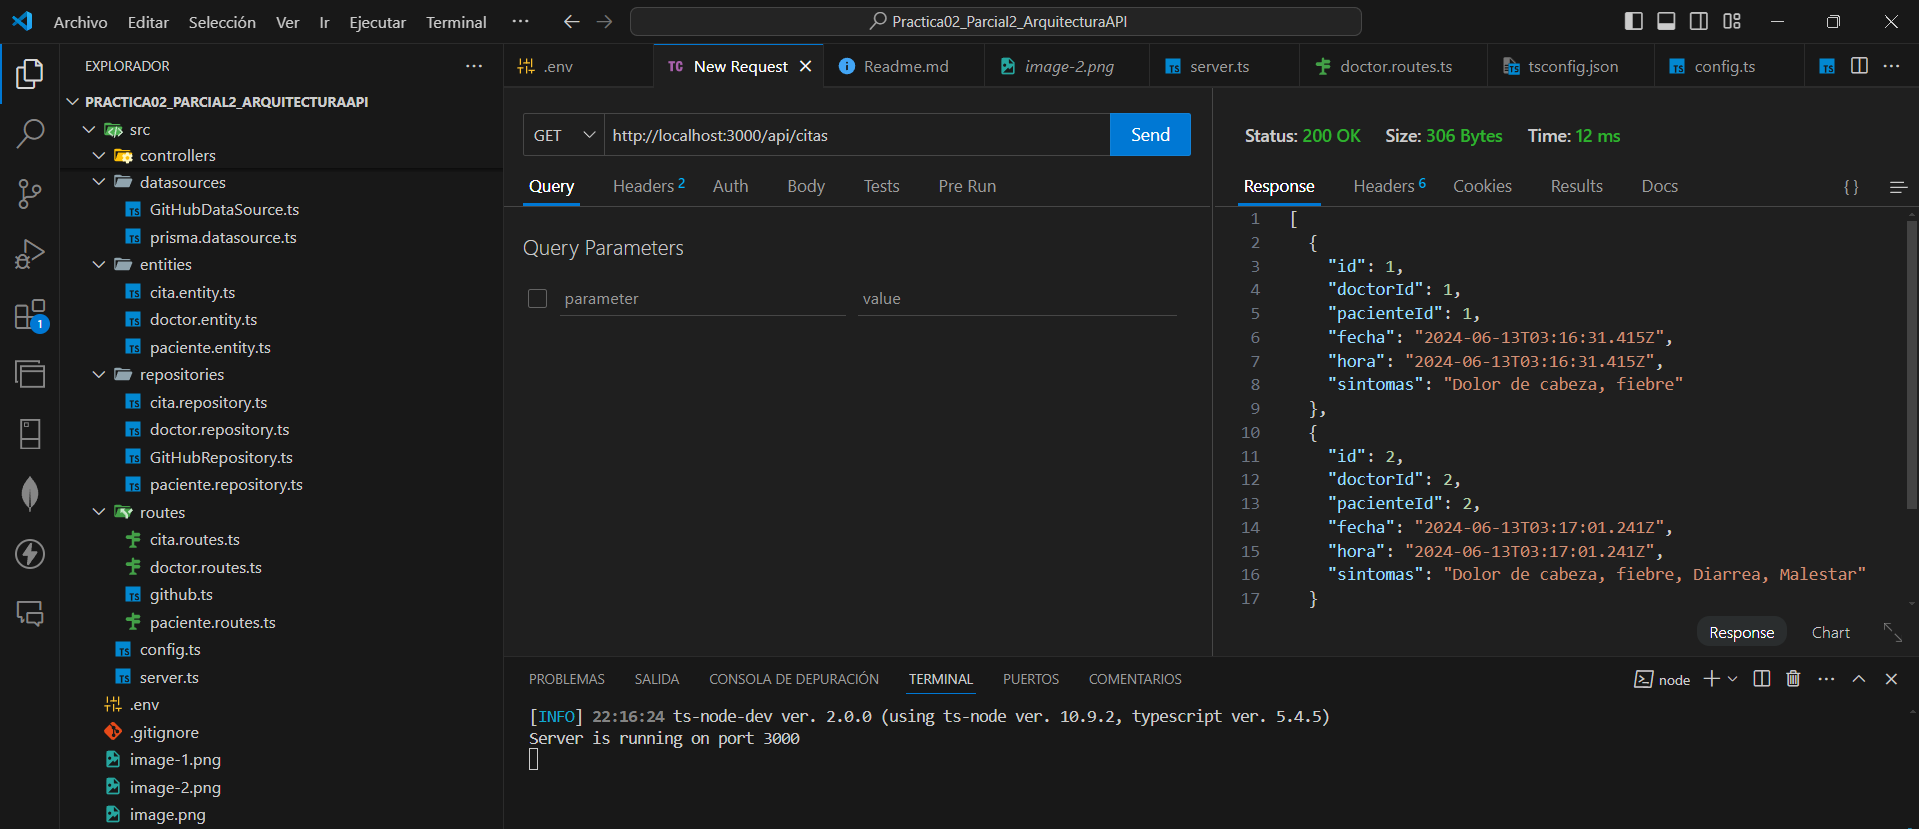 Archivo Editar Selección Ver Ir Ejecutar Terminal ··· Practica02_Parcial2_ArquitecturaAPI
EXPLORADOR ···
PRACTICA02_PARCIAL2_ARQUITECTURAAPI
src
controllers
datasources
GitHubDataSource.ts
prisma.datasource.ts
entities
cita.entity.ts
doctor.entity.ts
paciente.entity.ts
repositories
cita.repository.ts
doctor.repository.ts
GitHubRepository.ts
paciente.repository.ts
routes
cita.routes.ts
doctor.routes.ts
github.ts
paciente.routes.ts
config.ts
server.ts
.env
.gitignore
image-1.png
image-2.png
image.png
1
.env TC New Request Readme.md image-2.png TS server.ts doctor.routes.ts tsconfig.json TS config.ts TS ···
GET http://localhost:3000/api/citas Send
Query Headers 2 Auth Body Tests Pre Run
Query Parameters
parameter value
Status: 200 OK Size: 306 Bytes Time: 12 ms
Response Headers 6 Cookies Results Docs { }
1 [
2 {
3 "id": 1,
4 "doctorId": 1,
5 "pacienteId": 1,
6 "fecha": "2024-06-13T03:16:31.415Z",
7 "hora": "2024-06-13T03:16:31.415Z",
8 "sintomas": "Dolor de cabeza, fiebre"
9 },
10 {
11 "id": 2,
12 "doctorId": 2,
13 "pacienteId": 2,
14 "fecha": "2024-06-13T03:17:01.241Z",
15 "hora": "2024-06-13T03:17:01.241Z",
16 "sintomas": "Dolor de cabeza, fiebre, Diarrea, Malestar"
17 }
Response Chart
PROBLEMAS SALIDA CONSOLA DE DEPURACIÓN TERMINAL PUERTOS COMENTARIOS node ···
[INFO] 22:16:24 ts-node-dev ver. 2.0.0 (using ts-node ver. 10.9.2, typescript ver. 5.4.5)
Server is running on port 3000